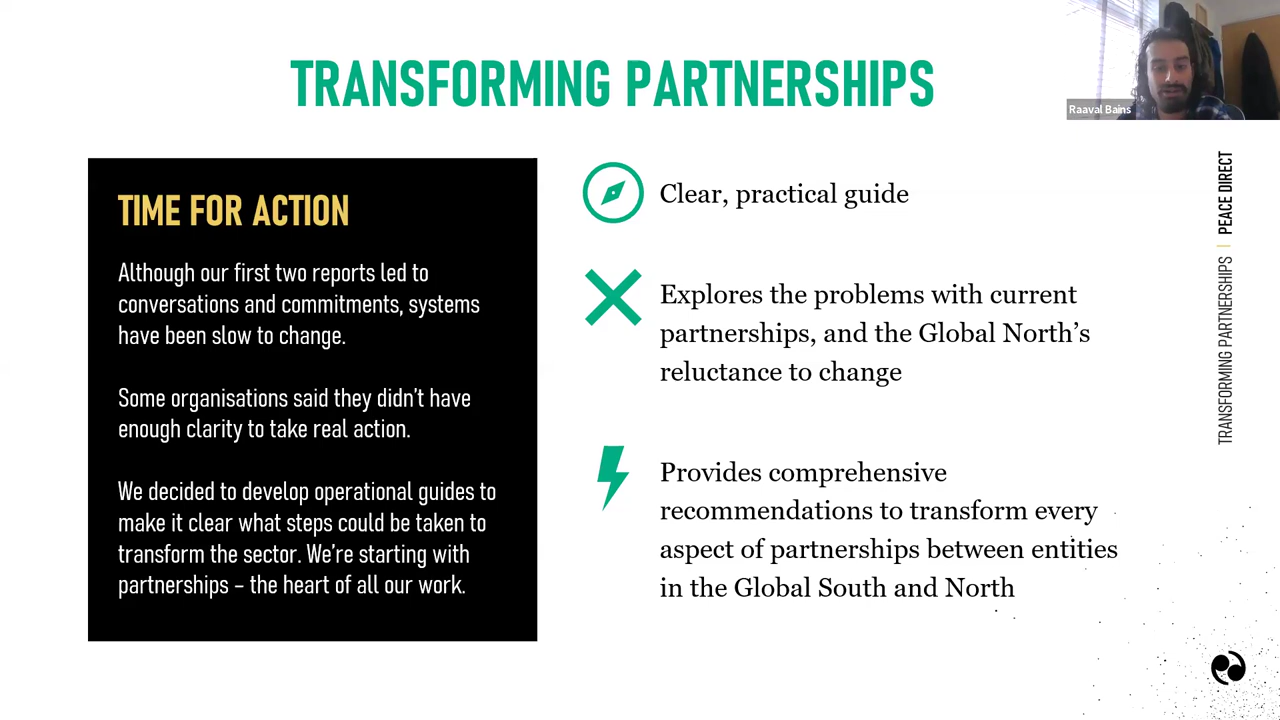 TRANSFORMING PARTNERSHIPS
Raaval Bains
TIME FOR ACTION
Although our first two reports led to
conversations and commitments, systems
have been slow to change.
Some organisations said they didn't have
enough clarity to take real action.
We decided to develop operational guides to
make it clear what steps could be taken to
transform the sector. We're starting with
partnerships – the heart of all our work.
Clear, practical guide
Explores the problems with current
partnerships, and the Global North's
reluctance to change
Provides comprehensive
recommendations to transform every
aspect of partnerships between entities
in the Global South and North
TRANSFORMING PARTNERSHIPS | PEACE DIRECT